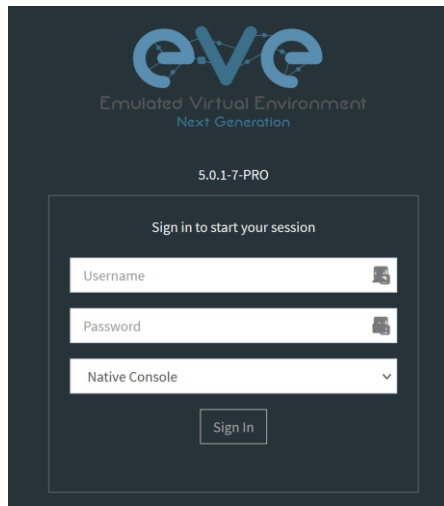 eve
Emulated Virtual Environment
Next Generation
5.0.1-7-PRO
Sign in to start your session
Username
Password
Native Console
Sign In